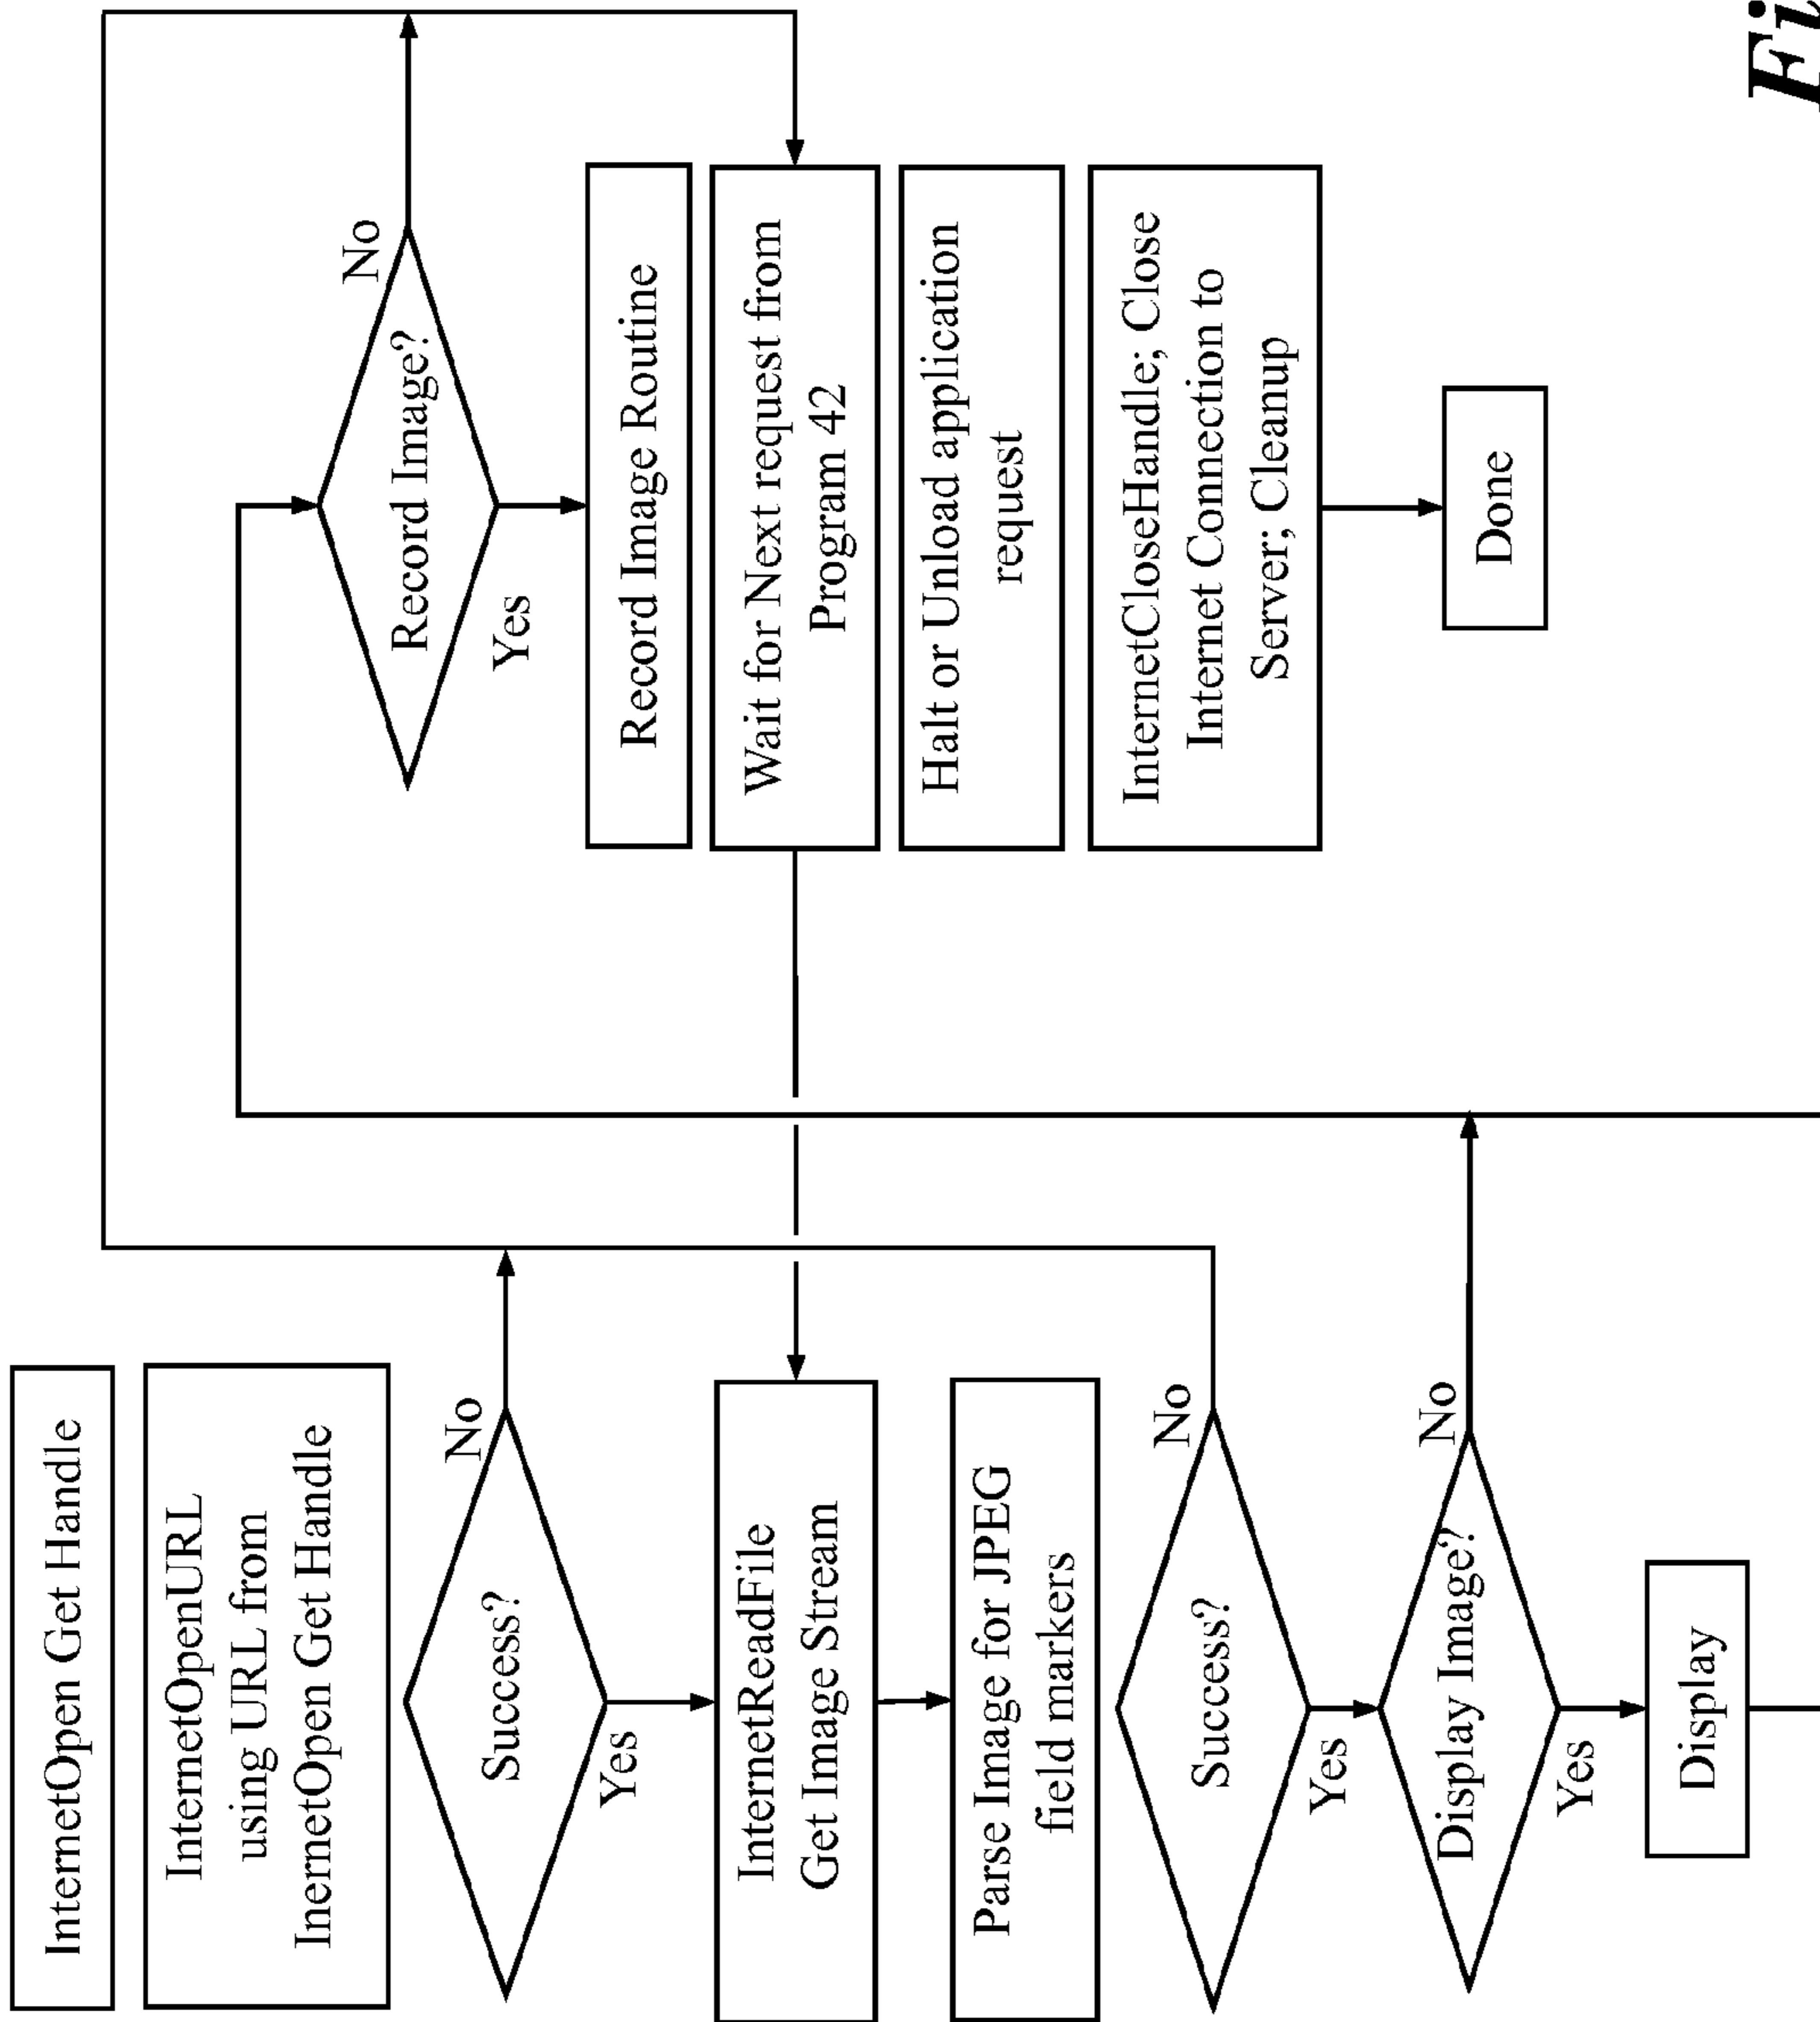 InternetOpen Get Handle
InternetOpenURL
using URL from
InernetOpen Get Handle
Success?
No
Yes
InternetReadFile
Get Image Stream
Parse Image for JPEG
field markers
Success?
No
Yes
Display Image?
No
Yes
Display
Record Image?
No
Yes
Record Image Routine
Wait for Next request from
Program 42
Halt or Unload application
request
InternetCloseHandle; Close
Internet Connection to
Server; Cleanup
Done